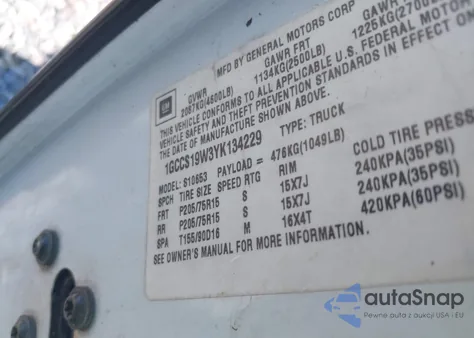 MFD BY GENERAL MOTORS CORP
GVWR GAWR FRT GAWR
2087KG(4600LB) 1134KG(2500LB) 1225KG(2700
THIS VEHICLE CONFORMS TO ALL APPLICABLE U.S. FEDERAL MOTOR
VEHICLE SAFETY AND THEFT PREVENTION STANDARDS IN EFFECT ON
THE DATE OF MANUFACTURE SHOWN ABOVE.
1GCCS19W3YK134229 TYPE: TRUCK
MODEL: S10653 PAYLOAD = 476KG(1049LB)
SPCH TIRE SIZE SPEED RTG RIM COLD TIRE PRESS
FRT P205/75R15 S 15X7J 240KPA(35PSI)
RR P205/75R15 S 15X7J 240KPA(35PSI)
SPA T155/90D16 M 16X4T 420KPA(60PSI)
SEE OWNER'S MANUAL FOR MORE INFORMATION.
GM
autoSnap
Pewne auta z aukcji USA i EU